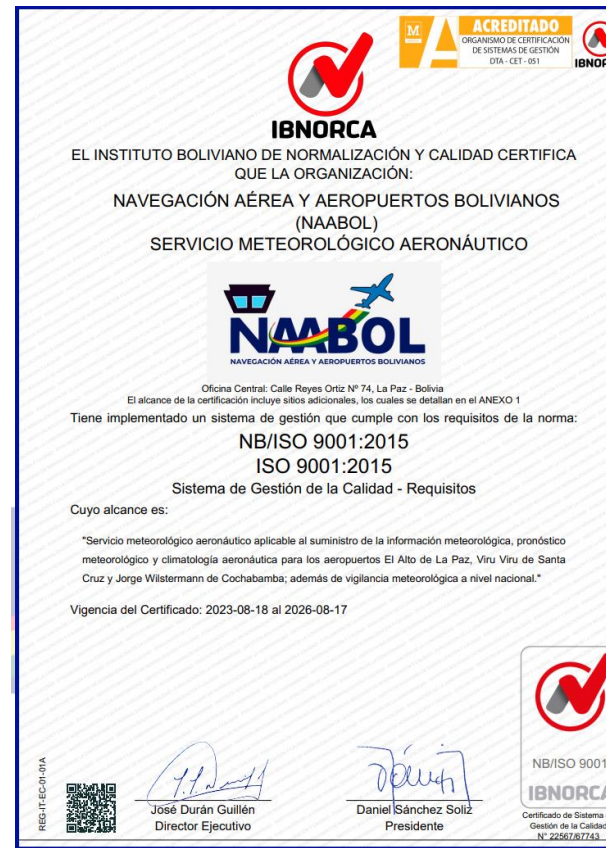 M
ACREDITADO
ORGANISMO DE CERTIFICACIÓN
DE SISTEMAS DE GESTIÓN
DTA - CET - 051
IBNORCA
EL INSTITUTO BOLIVIANO DE NORMALIZACIÓN Y CALIDAD CERTIFICA
QUE LA ORGANIZACIÓN:
NAVEGACIÓN AÉREA Y AEROPUERTOS BOLIVIANOS
(NAABOL)
SERVICIO METEOROLÓGICO AERONÁUTICO
NAABOL
NAVEGACIÓN AÉREA Y AEROPUERTOS BOLIVIANOS
Oficina Central: Calle Reyes Ortiz Nº 74, La Paz - Bolivia
El alcance de la certificación incluye sitios adicionales, los cuales se detallan en el ANEXO 1
Tiene implementado un sistema de gestión que cumple con los requisitos de la norma:
NB/ISO 9001:2015
ISO 9001:2015
Sistema de Gestión de la Calidad - Requisitos
Cuyo alcance es:
"Servicio meteorológico aeronáutico aplicable al suministro de la información meteorológica, pronóstico
meteorológico y climatología aeronáutica para los aeropuertos El Alto de La Paz, Viru Viru de Santa
Cruz y Jorge Wilstermann de Cochabamba; además de vigilancia meteorológica a nivel nacional."
Vigencia del Certificado: 2023-08-18 al 2026-08-17
REG-IT-EC-01-01A
José Durán Guillén
Director Ejecutivo
Daniel Sánchez Soliz
Presidente
NB/ISO 9001
IBNORCA
Certificado de Sistema
Gestión de la Calidad
N° 22567/67743